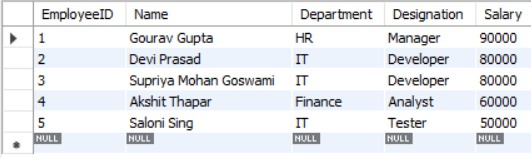 EmployeeID Name Department Designation Salary
1 Gourav Gupta HR Manager 90000
2 Devi Prasad IT Developer 80000
3 Supriya Mohan Goswami IT Developer 80000
4 Akshit Thapar Finance Analyst 60000
5 Saloni Sing IT Tester 50000
NULL NULL NULL NULL NULL